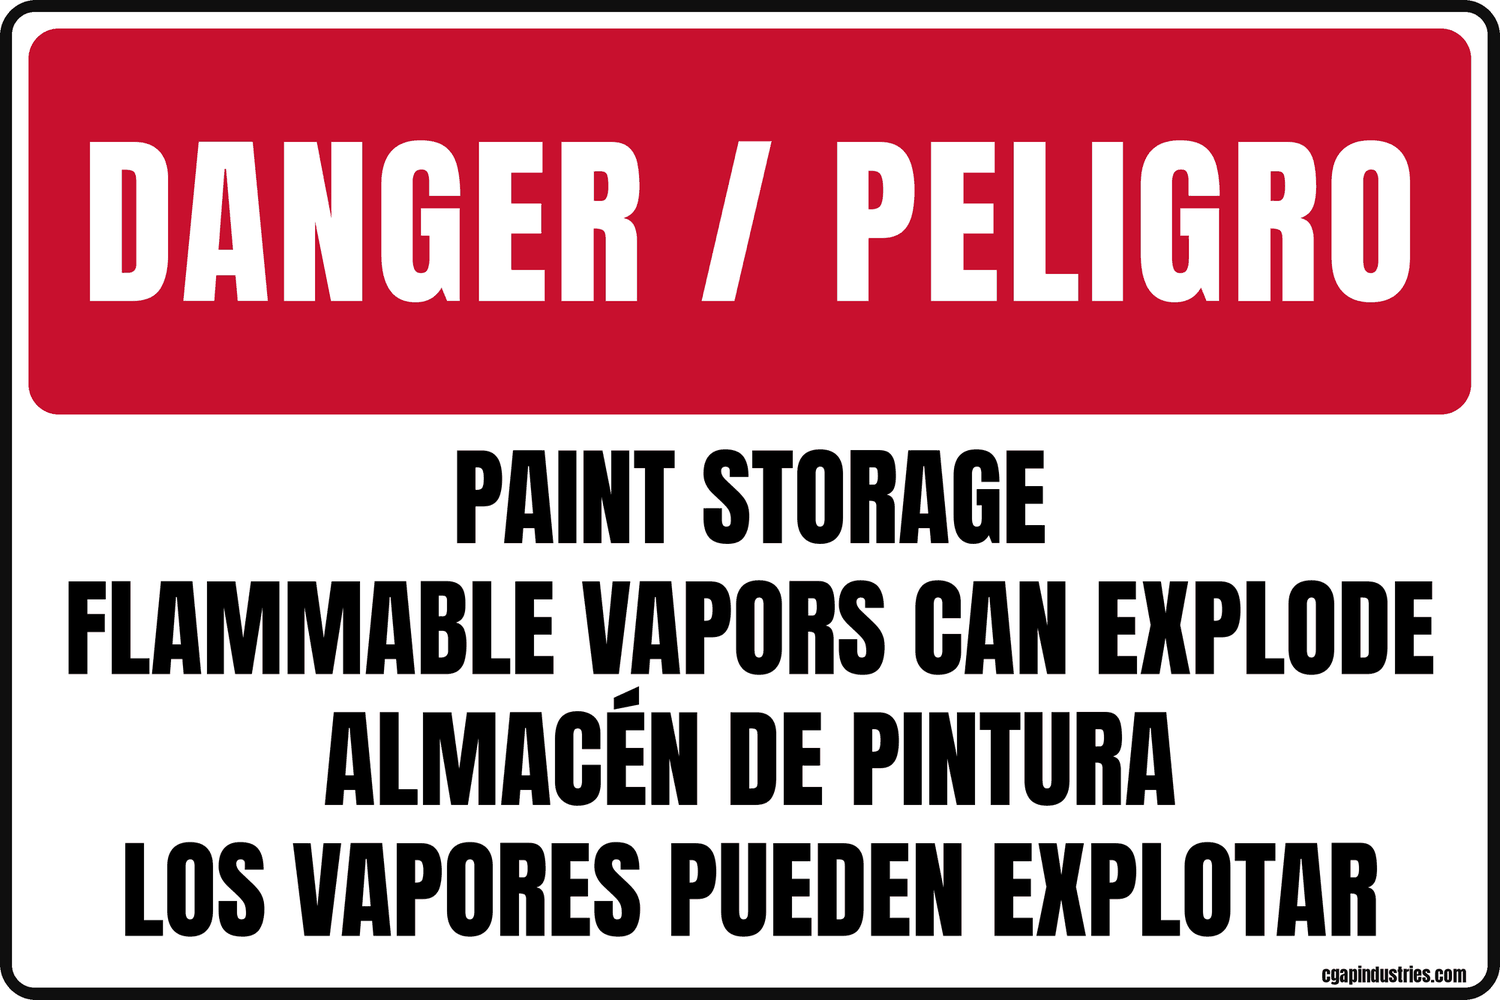 DANGER / PELIGRO
PAINT STORAGE
FLAMMABLE VAPORS CAN EXPLODE
ALMACÉN DE PINTURA
LOS VAPORES PUEDEN EXPLOTAR
cgapindustries.com